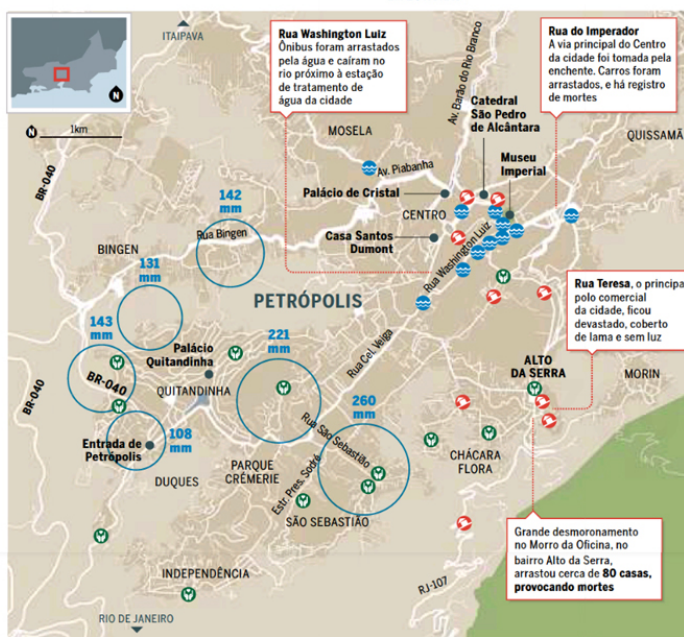 ITAIPAVA
Rua Washington Luiz
Ônibus foram arrastados
pela água e caíram no
rio próximo à estação
de tratamento de
água da cidade
Av. Barão do Rio Branco
Rua do Imperador
A via principal do Centro
da cidade foi tomada pela
enchente. Carros foram
arrastados, e há registro
de mortes
N
N
1km
MOSELA
Catedral
São Pedro
de Alcântara
QUISSAMÃ
Av. Piabanha
Museu
Imperial
Palácio de Cristal
CENTRO
BR-040
142
mm
Rua Bingen
Casa Santos
Dumont
Rua Washington Luiz
BINGEN
131
mm
PETRÓPOLIS
Rua Teresa, o principa
polo comercial
da cidade, ficou
devastado, coberto
de lama e sem luz
143
mm
Palácio
Quitandinha
221
mm
Rua Cel. Veiga
ALTO
DA SERRA
MORIN
BR-040
BR-040
QUITANDINHA
260
mm
Rua São Sebastião
Entrada de
Petrópolis
108
mm
CHÁCARA
FLORA
PARQUE
CRÊMERIE
DUQUES
Estr. Pres. Sodré
SÃO SEBASTIÃO
Grande desmoronamento
no Morro da Oficina, no
bairro Alto da Serra,
arrastou cerca de 80 casas,
provocando mortes
INDEPENDÊNCIA
RJ-107
RIO DE JANEIRO